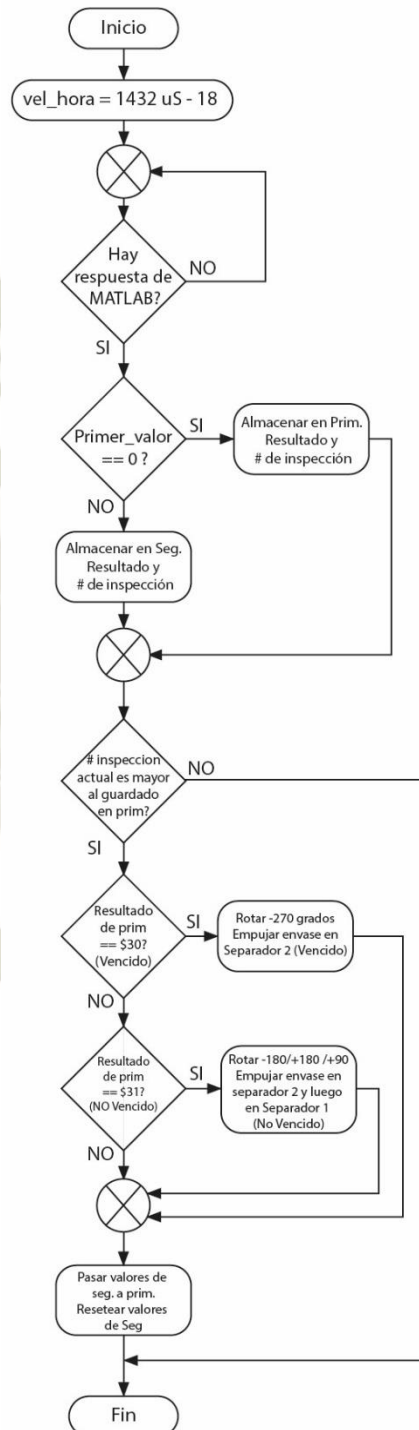 Inicio
vel_hora = 1432 uS - 18
Hay
respuesta de
MATLAB?
NO
SI
Primer_valor
== 0 ?
SI
Almacenar en Prim.
Resultado y
# de inspección
NO
Almacenar en Seg.
Resultado y
# de inspección
# inspeccion
actual es mayor
al guardado
en prim?
NO
SI
Resultado
de prim
== $30?
(Vencido)
SI
Rotar -270 grados
Empujar envase en
Separador 2 (Vencido)
NO
Resultado
de prim
== $31?
(NO Vencido)
SI
Rotar -180/+180 /+90
Empujar envase en
separador 2 y luego
en Separador 1
(No Vencido)
NO
Pasar valores de
seg. a prim.
Resetear valores
de Seg
Fin